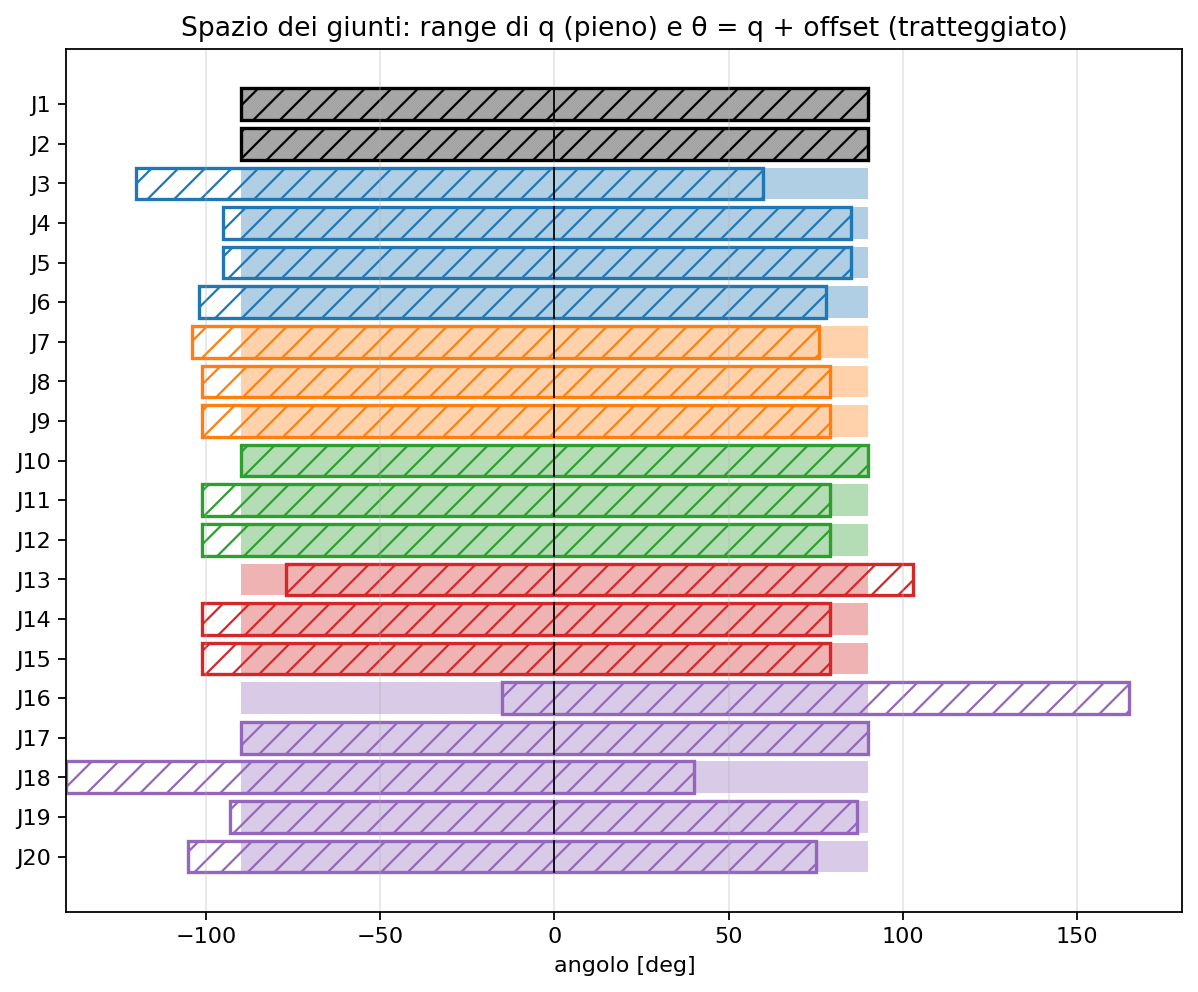 Spazio dei giunti: range di q (pieno) e θ = q + offset (tratteggiato)
J1
J2
J3
J4
J5
J6
J7
J8
J9
J10
J11
J12
J13
J14
J15
J16
J17
J18
J19
J20
−100 −50 0 50 100 150
angolo [deg]